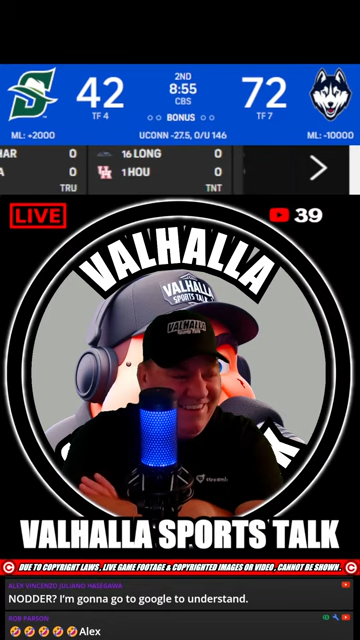 2ND
42 8:55 72
TF 4 CBS TF 7
BONUS
ML: +2000 UCONN -27.5, O/U 146 ML: -10000
HAR 0 16 LONG 0
A 0 1 HOU 0
TRU TNT
LIVE 39
VALHALLA
VALHALLA
SPORTS TALK
VALHALLA
VALHALLA SPORTS TALK
© DUE TO COPYRIGHT LAWS, LIVE GAME FOOTAGE & COPYRIGHTED IMAGES OR VIDEO, CANNOT BE SHOWN. ©
ALEX VINCENZO JULIANO HASEGAWA
NODDER? I'm gonna go to google to understand.
ROB PARSON
🤣🤣🤣🤣🤣Alex